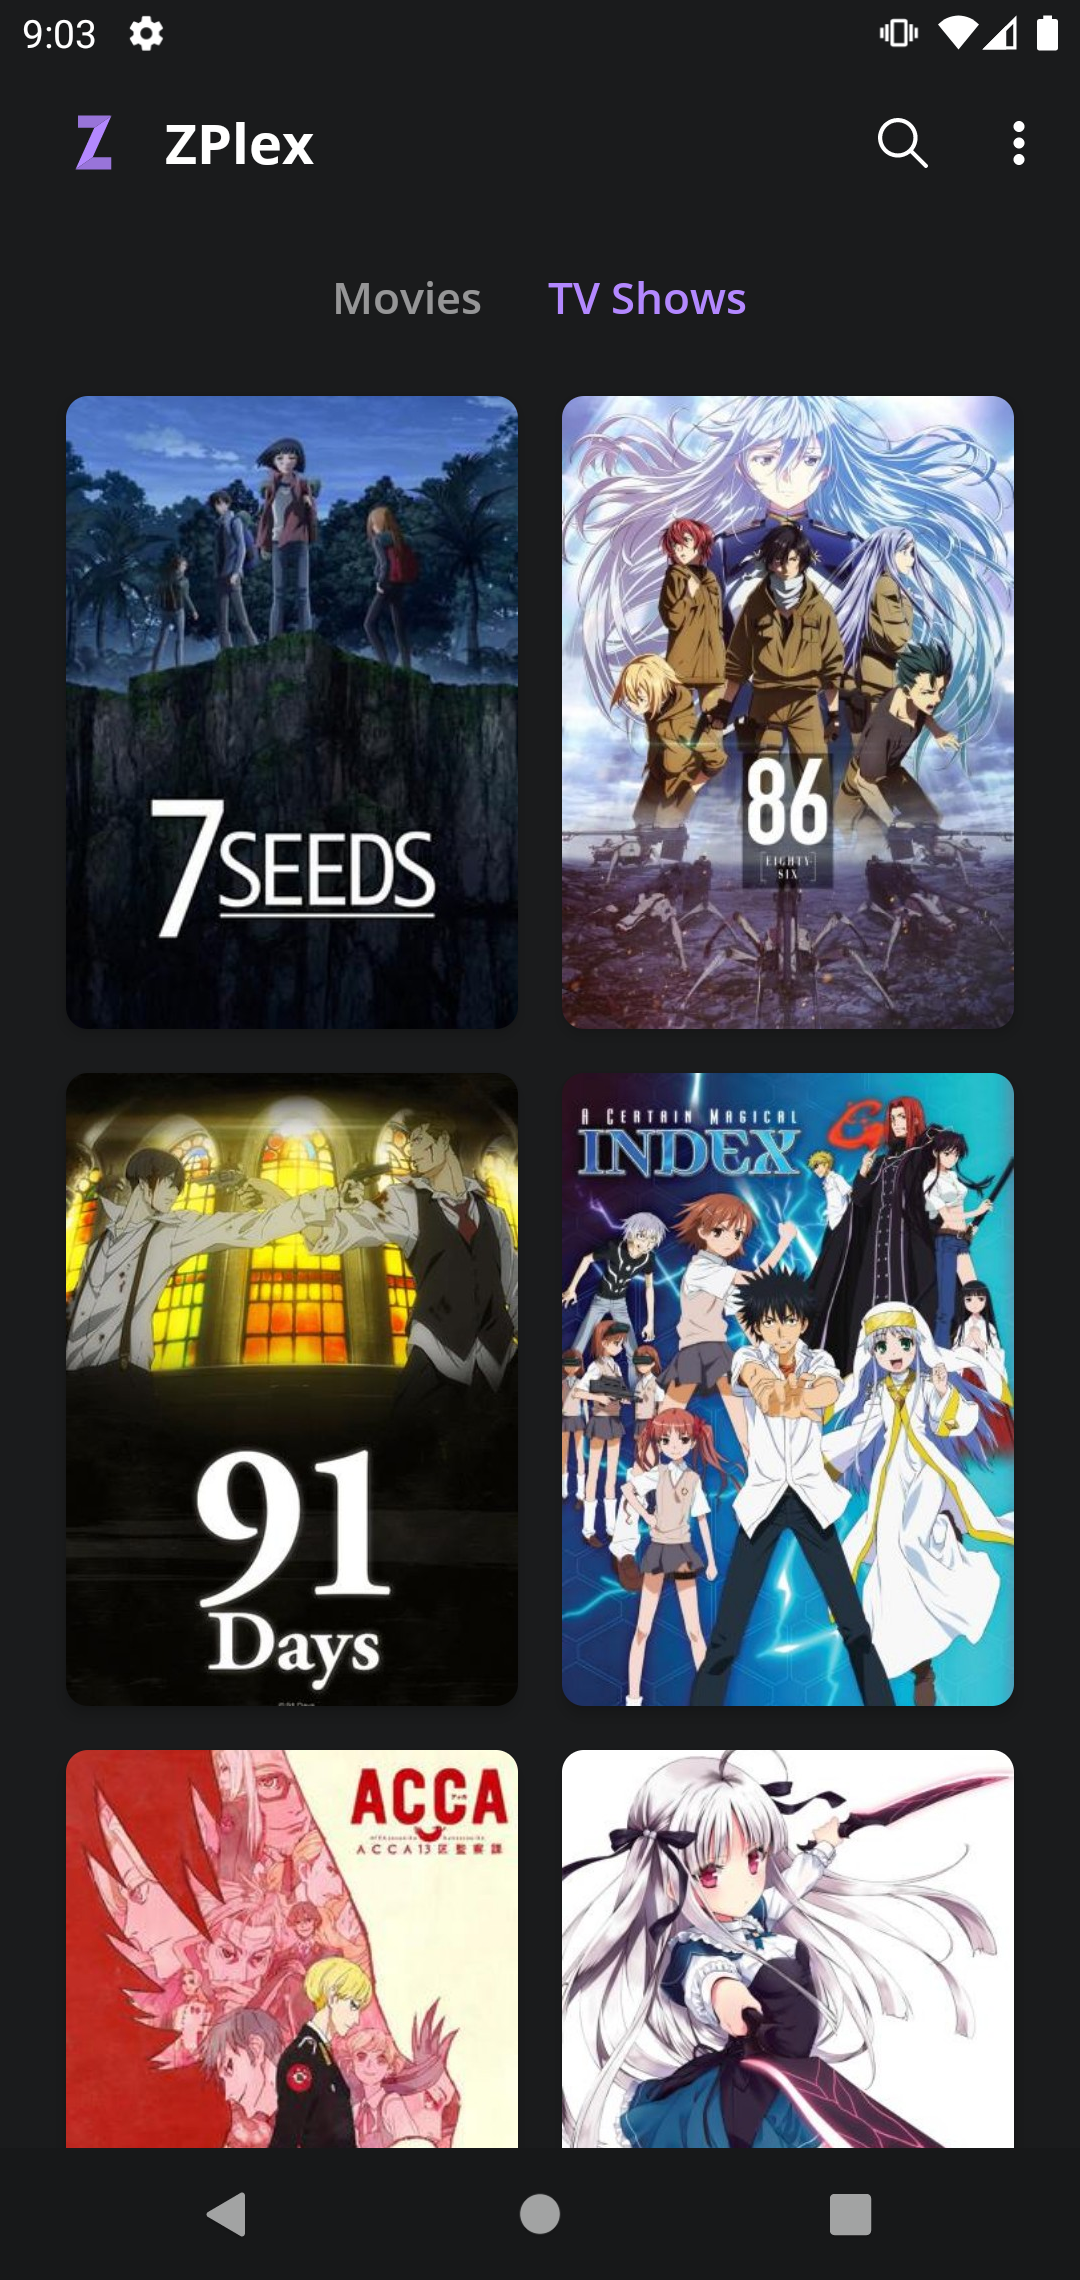 9:03
ZPlex
Movies TV Shows
7SEEDS
86
EIGHTY
SIX
91
Days
A CERTAIN MAGICAL
INDEX
ACCA
ACCA13区監察課